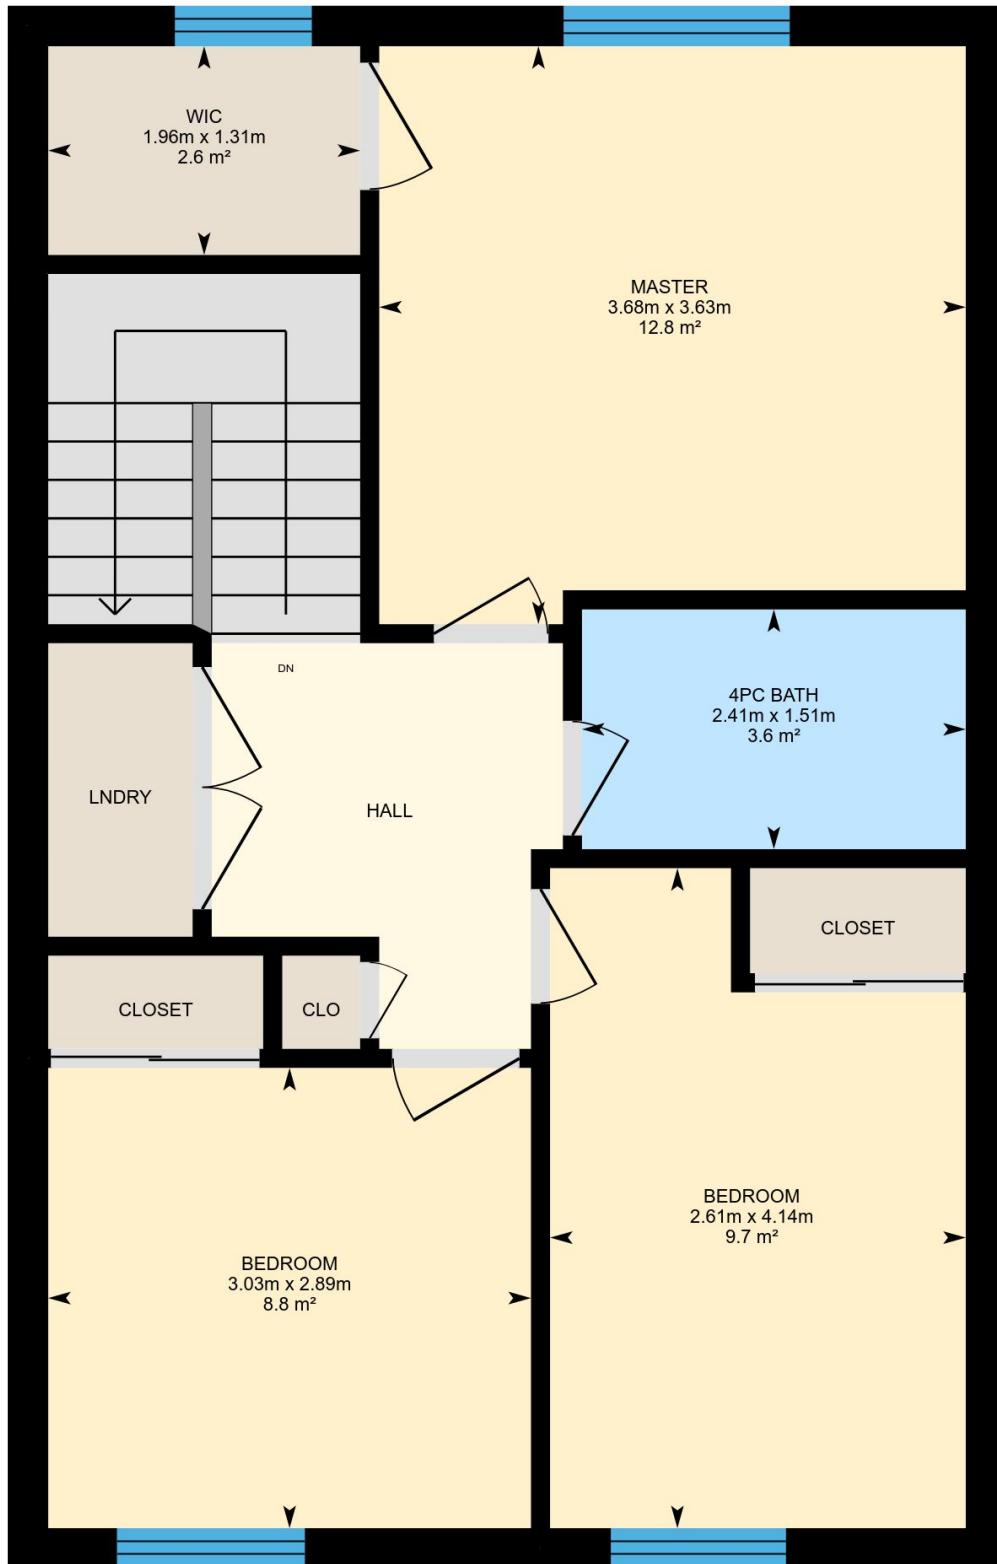 WIC
1.96m x 1.31m
2.6 m²
MASTER
3.68m x 3.63m
12.8 m²
DN
4PC BATH
2.41m x 1.51m
3.6 m²
LNDRY
HALL
CLOSET
CLOSET
CLO
BEDROOM
2.61m x 4.14m
9.7 m²
BEDROOM
3.03m x 2.89m
8.8 m²